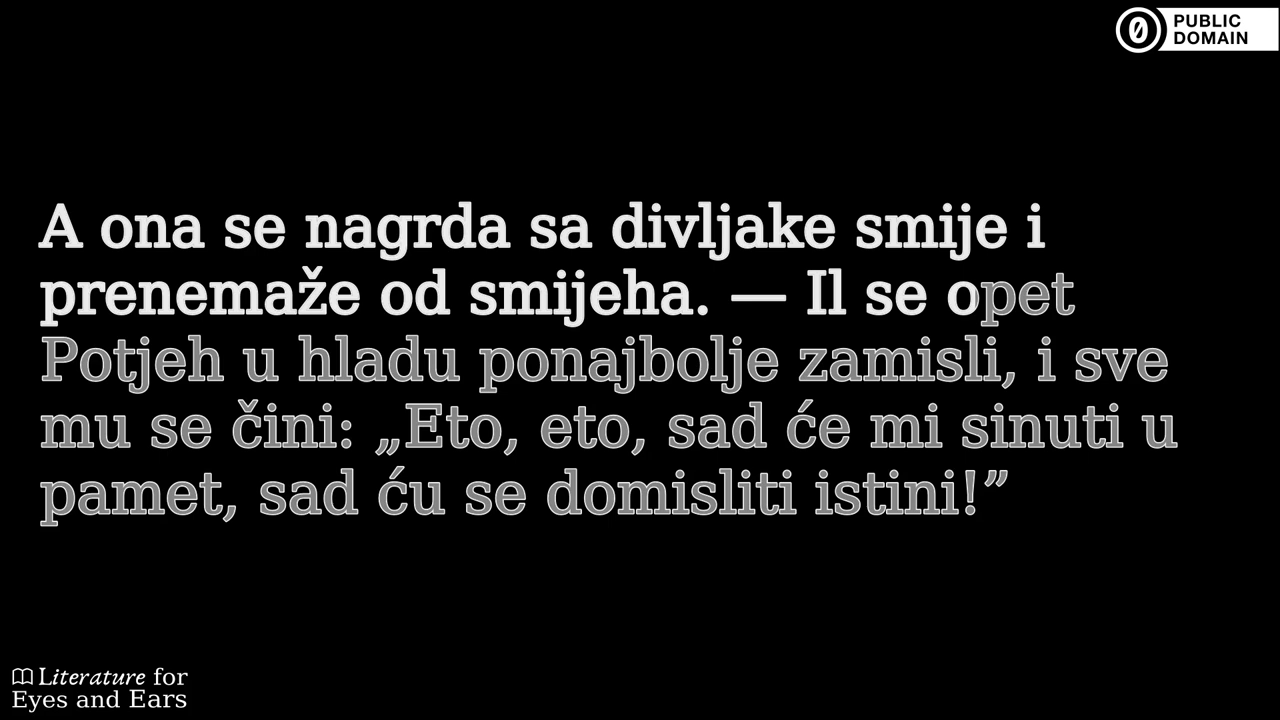 PUBLIC
DOMAIN
A ona se nagrda sa divljake smije i
prenemaže od smijeha. — Il se opet
Potjeh u hladu ponajbolje zamisli, i sve
mu se čini: „Eto, eto, sad će mi sinuti u
pamet, sad ću se domisliti istini!”
Literature for
Eyes and Ears